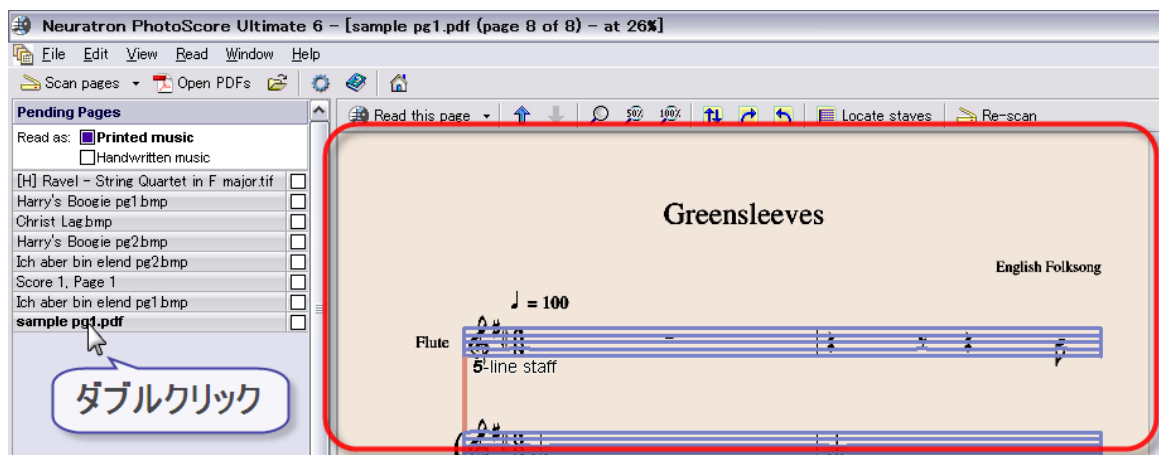 Neuratron PhotoScore Ultimate 6 – [sample pg1.pdf (page 8 of 8) – at 26%]
File Edit View Read Window Help
Scan pages Open PDFs
Pending Pages
Read this page 50% 100% Locate staves Re-scan
Read as: Printed music
Handwritten music
[H] Ravel – String Quartet in F major.tif
Harry's Boogie pg1.bmp
Christ Lag.bmp
Harry's Boogie pg2.bmp
Ich aber bin elend pg2.bmp
Score 1, Page 1
Ich aber bin elend pg1.bmp
sample pg1.pdf
ダブルクリック
Greensleeves
English Folksong
♩ = 100
Flute
5-line staff